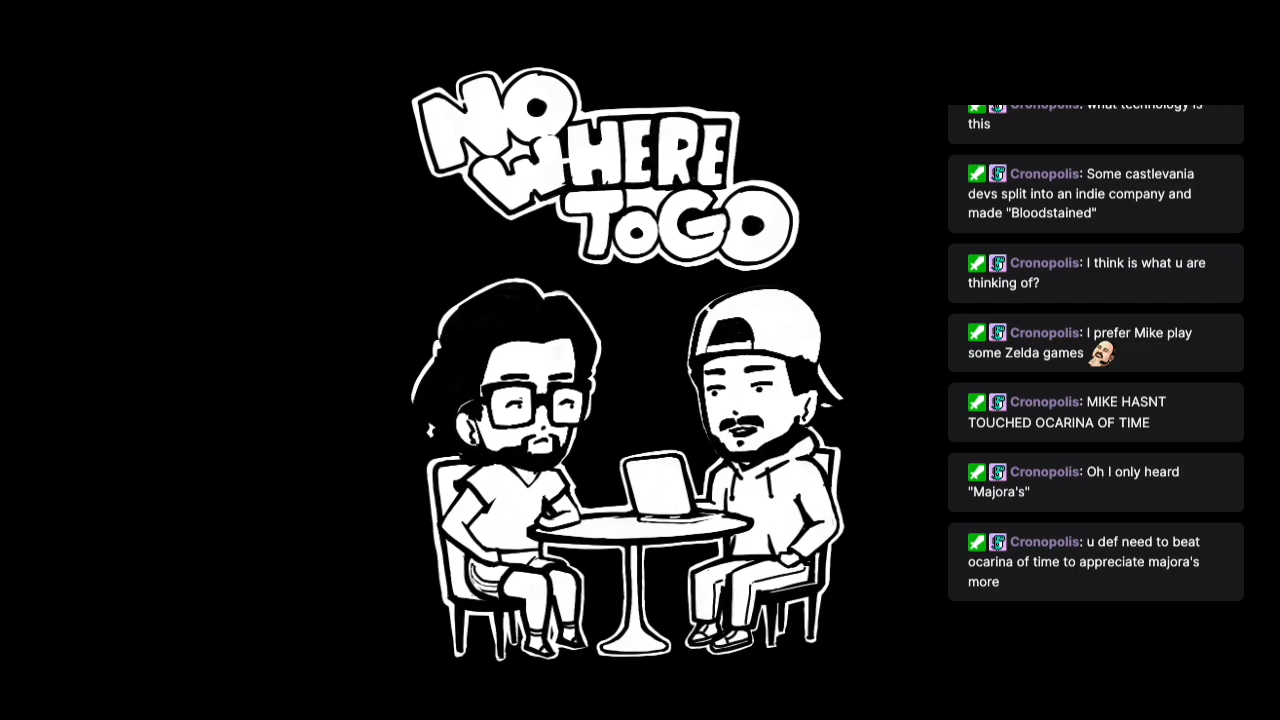 NO
WHERE
TO GO
Cronopolis: what technology is
this
Cronopolis: Some castlevania
devs split into an indie company and
made "Bloodstained"
Cronopolis: I think is what u are
thinking of?
Cronopolis: I prefer Mike play
some Zelda games
Cronopolis: MIKE HASNT
TOUCHED OCARINA OF TIME
Cronopolis: Oh I only heard
"Majora's"
Cronopolis: u def need to beat
ocarina of time to appreciate majora's
more